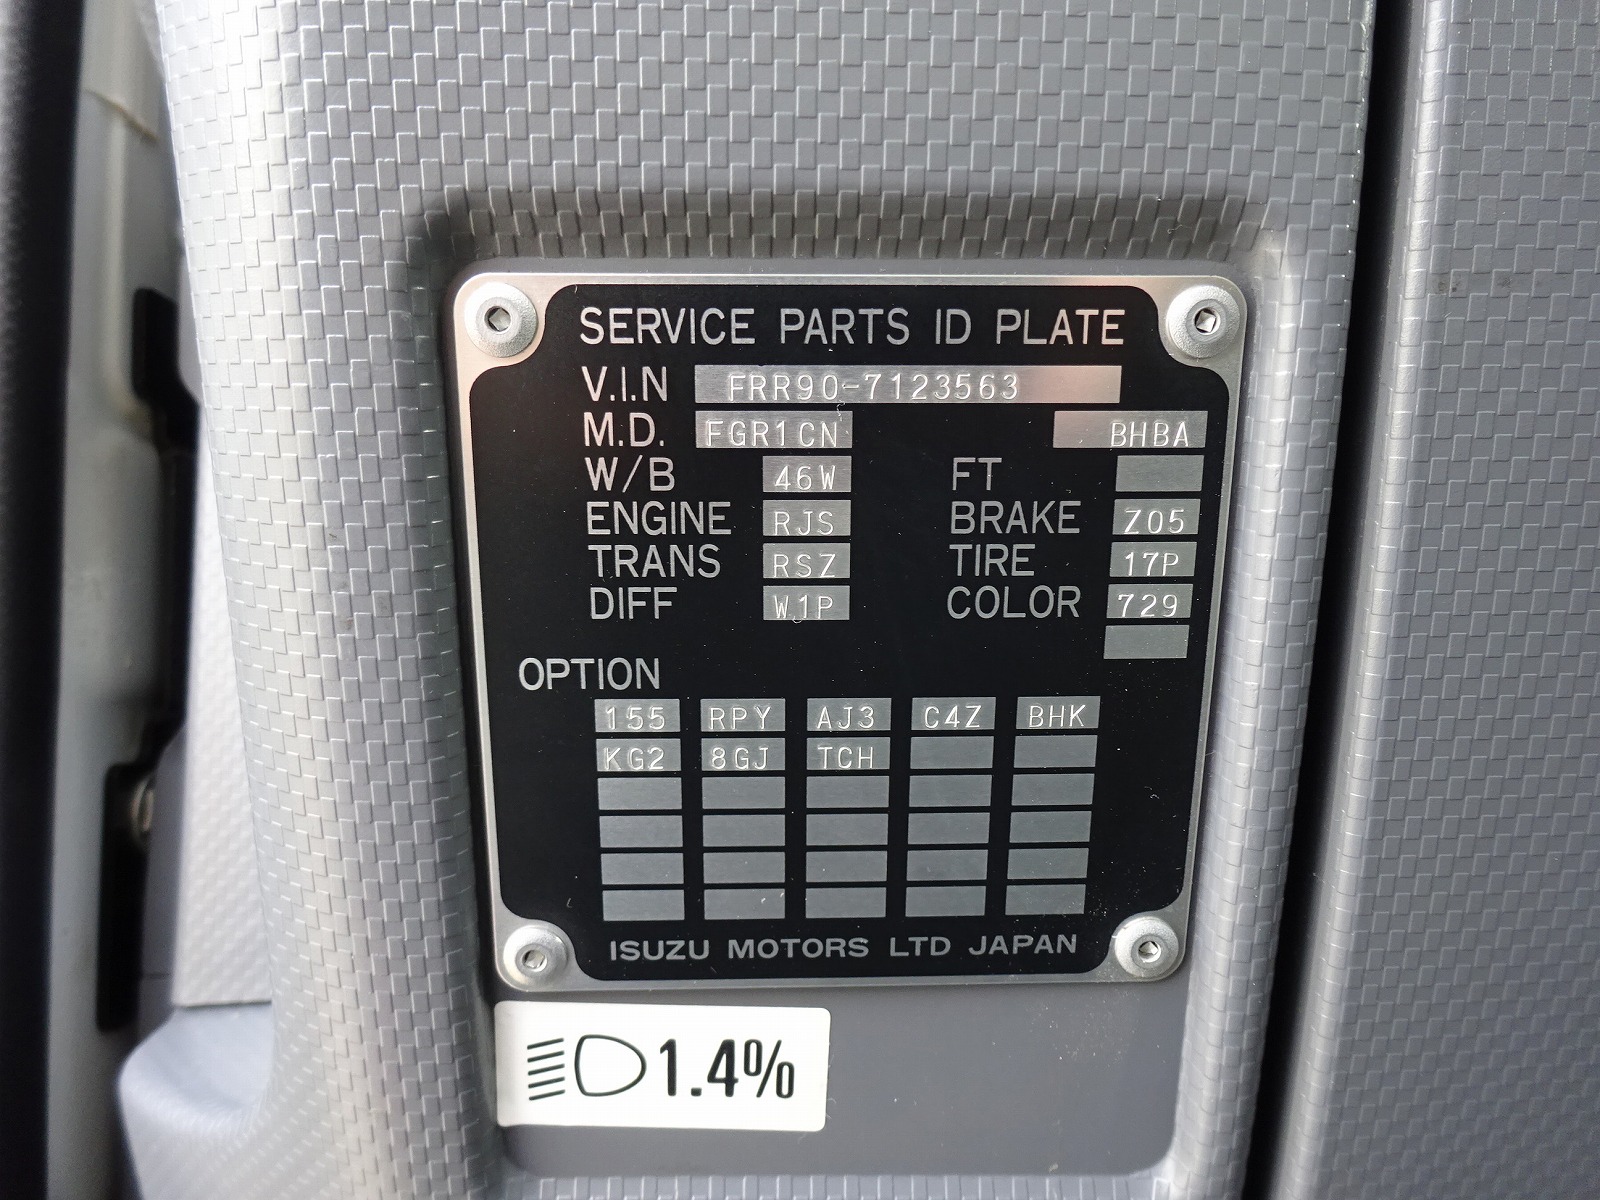 SERVICE PARTS ID PLATE
V.I.N FRR90-7123563
M.D. FGR1CN BHBA
W/B 46W FT
ENGINE RJS BRAKE Z05
TRANS RSZ TIRE 17P
DIFF W1P COLOR 729
OPTION
155 RPY AJ3 C4Z BHK
KG2 8GJ TCH
ISUZU MOTORS LTD JAPAN
1.4%